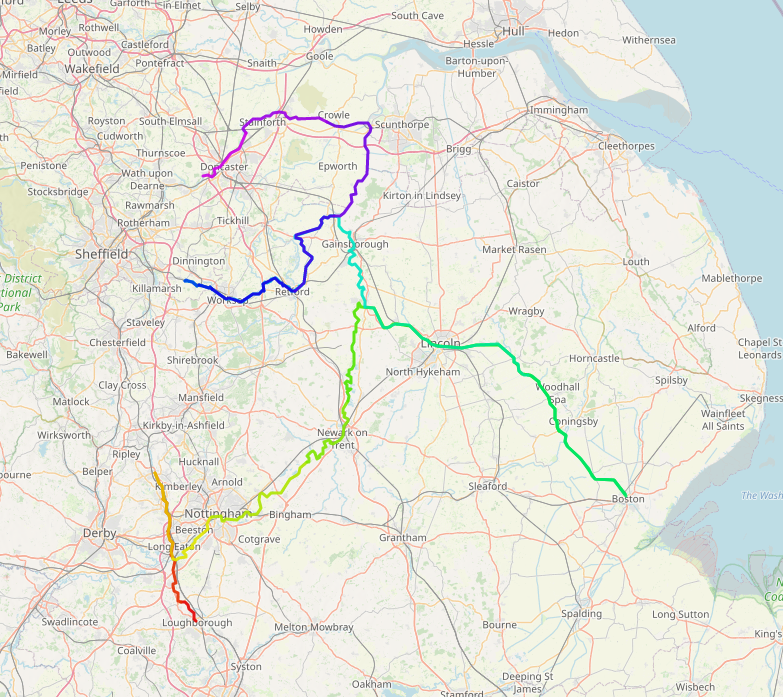 Garforth
Garforth-in-Elmet
Selby
South Cave
Hull
Hedon
Morley
Rothwell
Castleford
Howden
Hessle
Withernsea
Batley
Outwood
Pontefract
Snaith
Goole
Barton-upon-
Humber
Mirfield
Wakefield
Immingham
Royston
South Elmsall
Stainforth
Crowle
Scunthorpe
Cudworth
Cleethorpes
Thurnscoe
Brigg
Penistone
Doncaster
Epworth
Wath upon
Dearne
Caistor
Stocksbridge
Kirton in Lindsey
Rawmarsh
Tickhill
Rotherham
Sheffield
Gainsborough
Market Rasen
Dinnington
Louth
District
National
Park
Killamarsh
Retford
Mablethorpe
Worksop
Wragby
Staveley
Alford
Chesterfield
Lincoln
Chapel St
Leonards
Bakewell
Shirebrook
Horncastle
North Hykeham
Clay Cross
Woodhall
Spa
Spilsby
Matlock
Mansfield
Skegness
Wainfleet
All Saints
Kirkby-in-Ashfield
Coningsby
Wirksworth
Newark on
Trent
Ripley
Hucknall
Belper
Kimberley
Arnold
Sleaford
Boston
The Wash
Nottingham
Bingham
Derby
Beeston
Cotgrave
Grantham
Long Eaton
Swadlincote
Loughborough
Melton Mowbray
Spalding
Long Sutton
Bourne
King's
Coalville
Syston
Oakham
Deeping St
James
Stamford
Wisbech